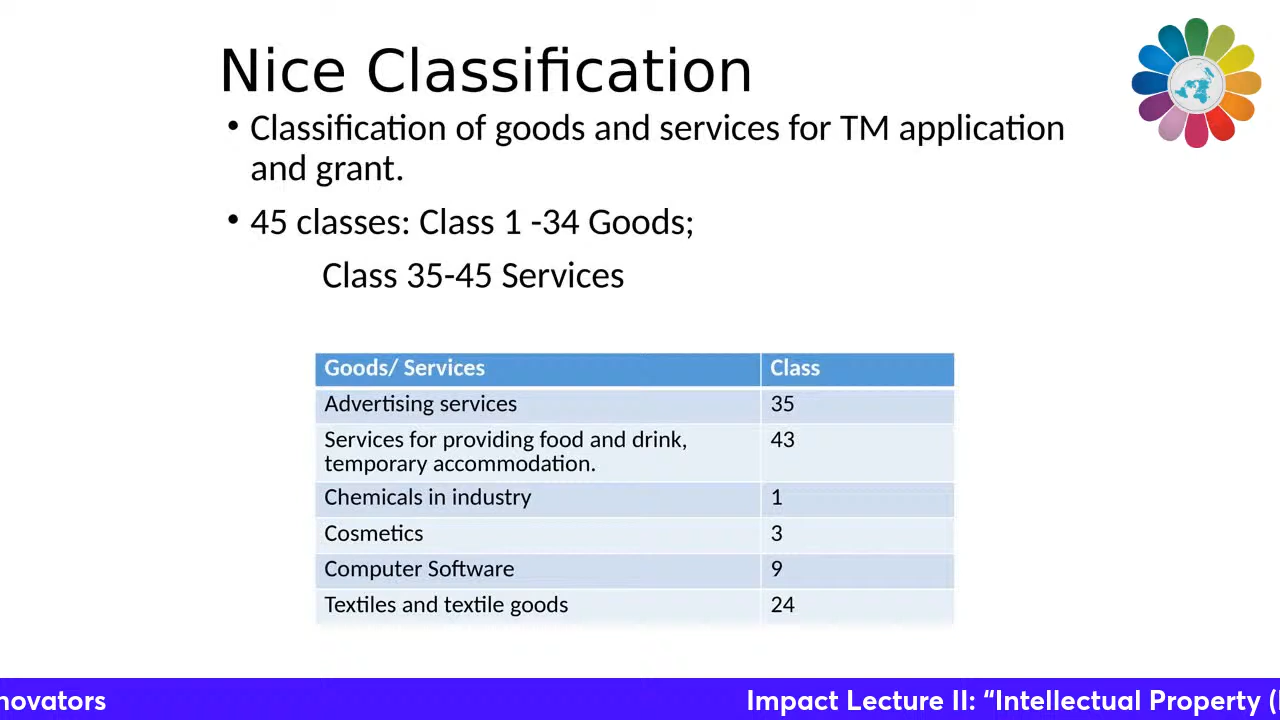 Nice Classification
• Classification of goods and services for TM application
and grant.
• 45 classes: Class 1 -34 Goods;
Class 35-45 Services
Goods/ Services Class
Advertising services 35
Services for providing food and drink, 43
temporary accommodation.
Chemicals in industry 1
Cosmetics 3
Computer Software 9
Textiles and textile goods 24
novators Impact Lecture II: “Intellectual Property (